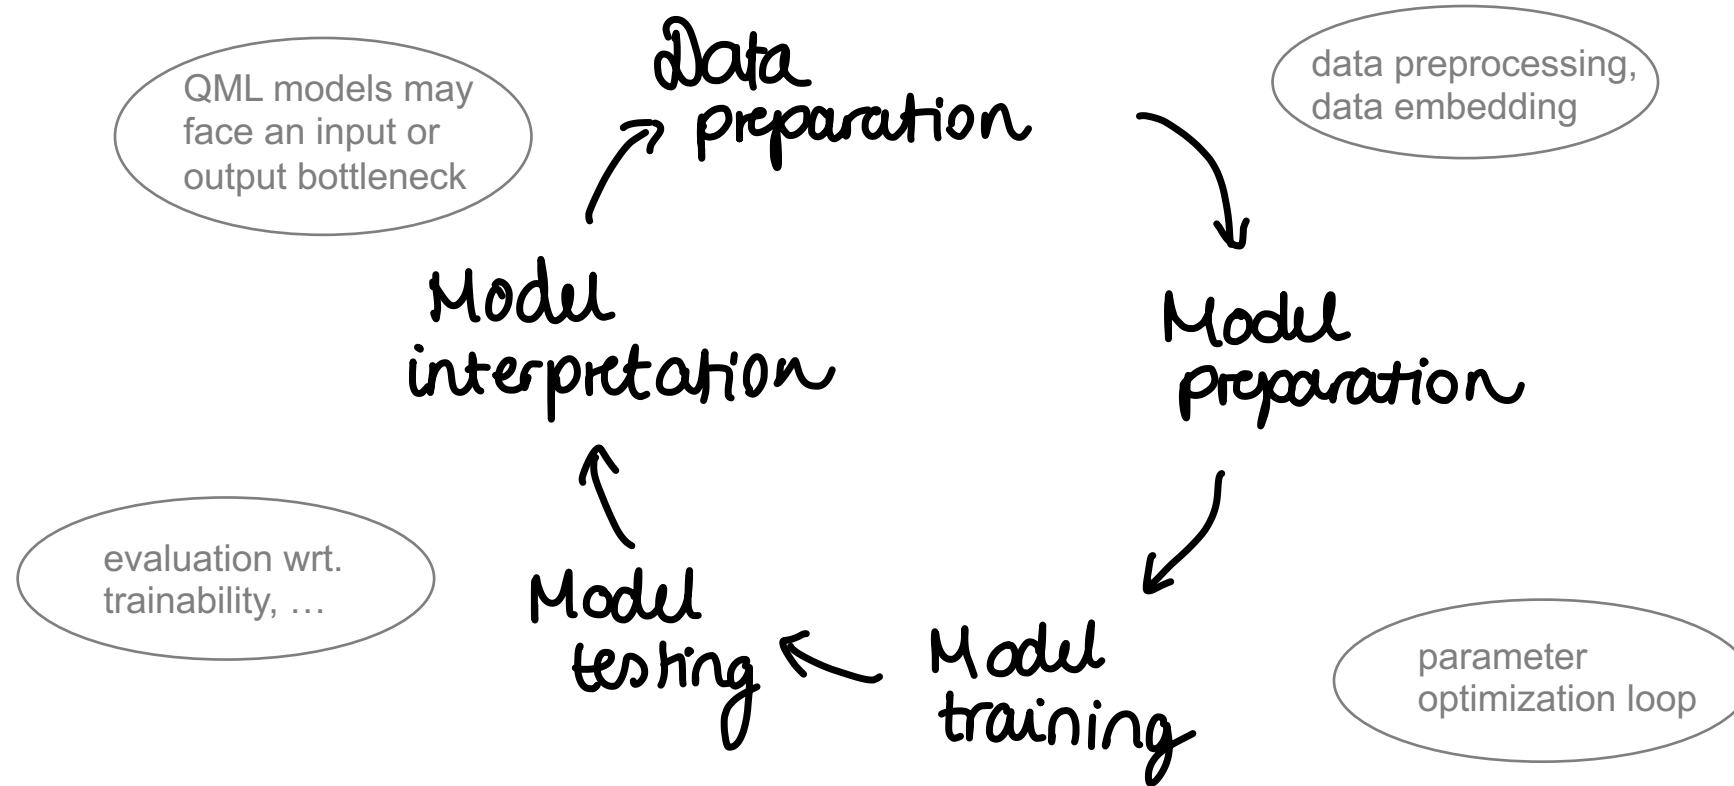 Data
preparation
data preprocessing,
data embedding
Model
preparation
parameter
optimization loop
Model
training
Model
testing
evaluation wrt.
trainability, …
Model
interpretation
QML models may
face an input or
output bottleneck